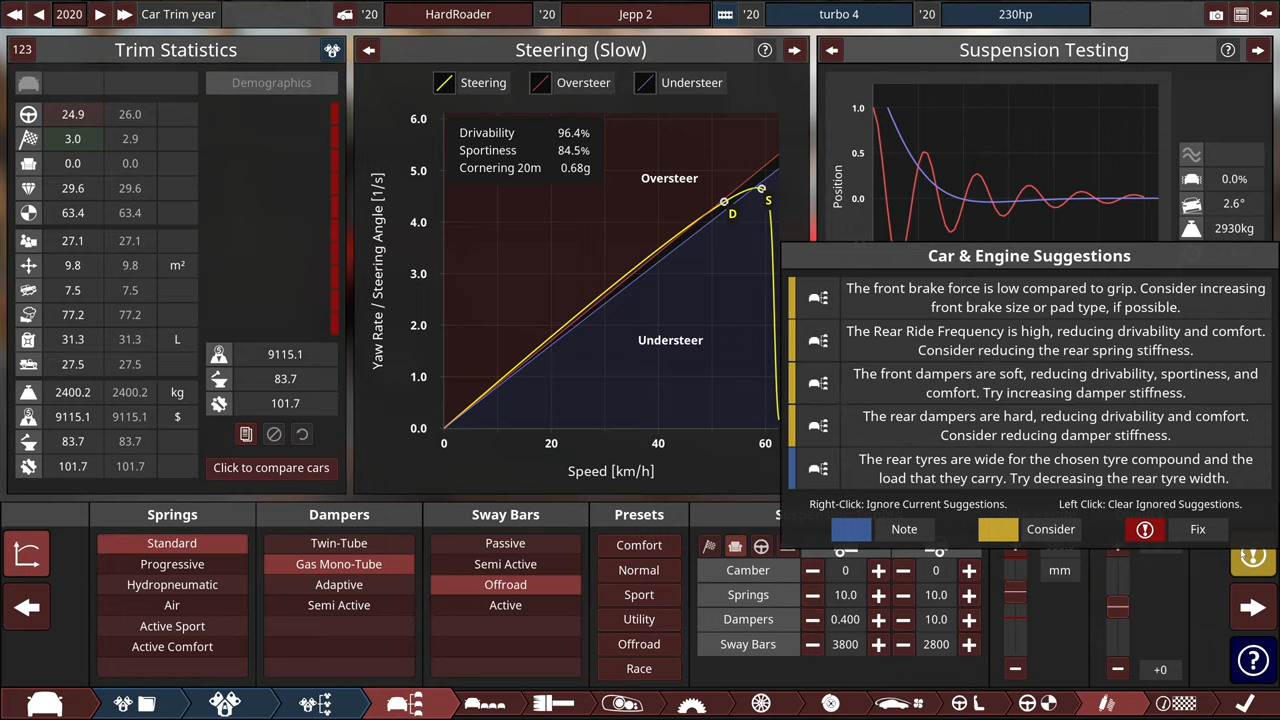 2020
Car Trim year
'20
HardRoader
'20
Jepp 2
'20
turbo 4
'20
230hp
123
Trim Statistics
Demographics
24.9 26.0
3.0 2.9
0.0 0.0
29.6 29.6
63.4 63.4
27.1 27.1
9.8 9.8 m²
7.5 7.5
77.2 77.2
31.3 31.3 L
27.5 27.5
2400.2 2400.2 kg
9115.1 9115.1 $
83.7 83.7
101.7 101.7
9115.1
83.7
101.7
Click to compare cars
Steering (Slow)
Steering Oversteer Understeer
Drivability 96.4%
Sportiness 84.5%
Cornering 20m 0.68g
Yaw Rate / Steering Angle [1/s]
6.0
5.0
4.0
3.0
2.0
1.0
0.0
Oversteer
Understeer
D
S
0 20 40 60
Speed [km/h]
Suspension Testing
Position
1.0
0.5
0.0
0.0%
2.6°
2930kg
Car & Engine Suggestions
The front brake force is low compared to grip. Consider increasing
front brake size or pad type, if possible.
The Rear Ride Frequency is high, reducing drivability and comfort.
Consider reducing the rear spring stiffness.
The front dampers are soft, reducing drivability, sportiness, and
comfort. Try increasing damper stiffness.
The rear dampers are hard, reducing drivability and comfort.
Consider reducing damper stiffness.
The rear tyres are wide for the chosen tyre compound and the
load that they carry. Try decreasing the rear tyre width.
Right-Click: Ignore Current Suggestions. Left Click: Clear Ignored Suggestions.
Note Consider Fix
Springs
Standard
Progressive
Hydropneumatic
Air
Active Sport
Active Comfort
Dampers
Twin-Tube
Gas Mono-Tube
Adaptive
Semi Active
Sway Bars
Passive
Semi Active
Offroad
Active
Presets
Comfort
Normal
Sport
Utility
Offroad
Race
Camber 0 0
Springs 10.0 10.0
Dampers 0.400 10.0
Sway Bars 3800 2800
mm
+0